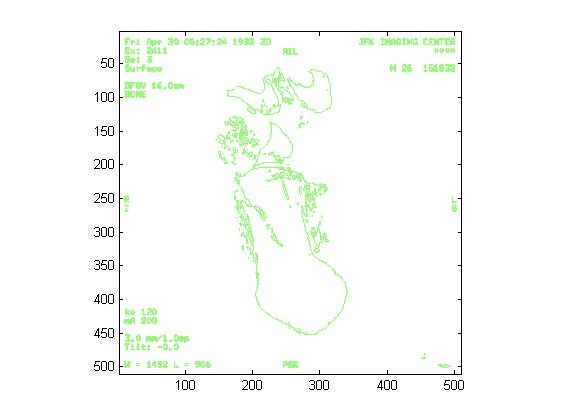 Fri Apr 30 06:27:24 1993 3D
JFK IMAGING CENTER
Ex: 2411
AIL
****
Se: 3
Surface
DFOV 16.0cm
BONE
R
I
L
kv 120
mA 200
3.0 mm/1.0sp
Tilt: -0.0
W = 1452 L = 906
PSR
50
100
150
200
250
300
350
400
450
500
100
200
300
400
500